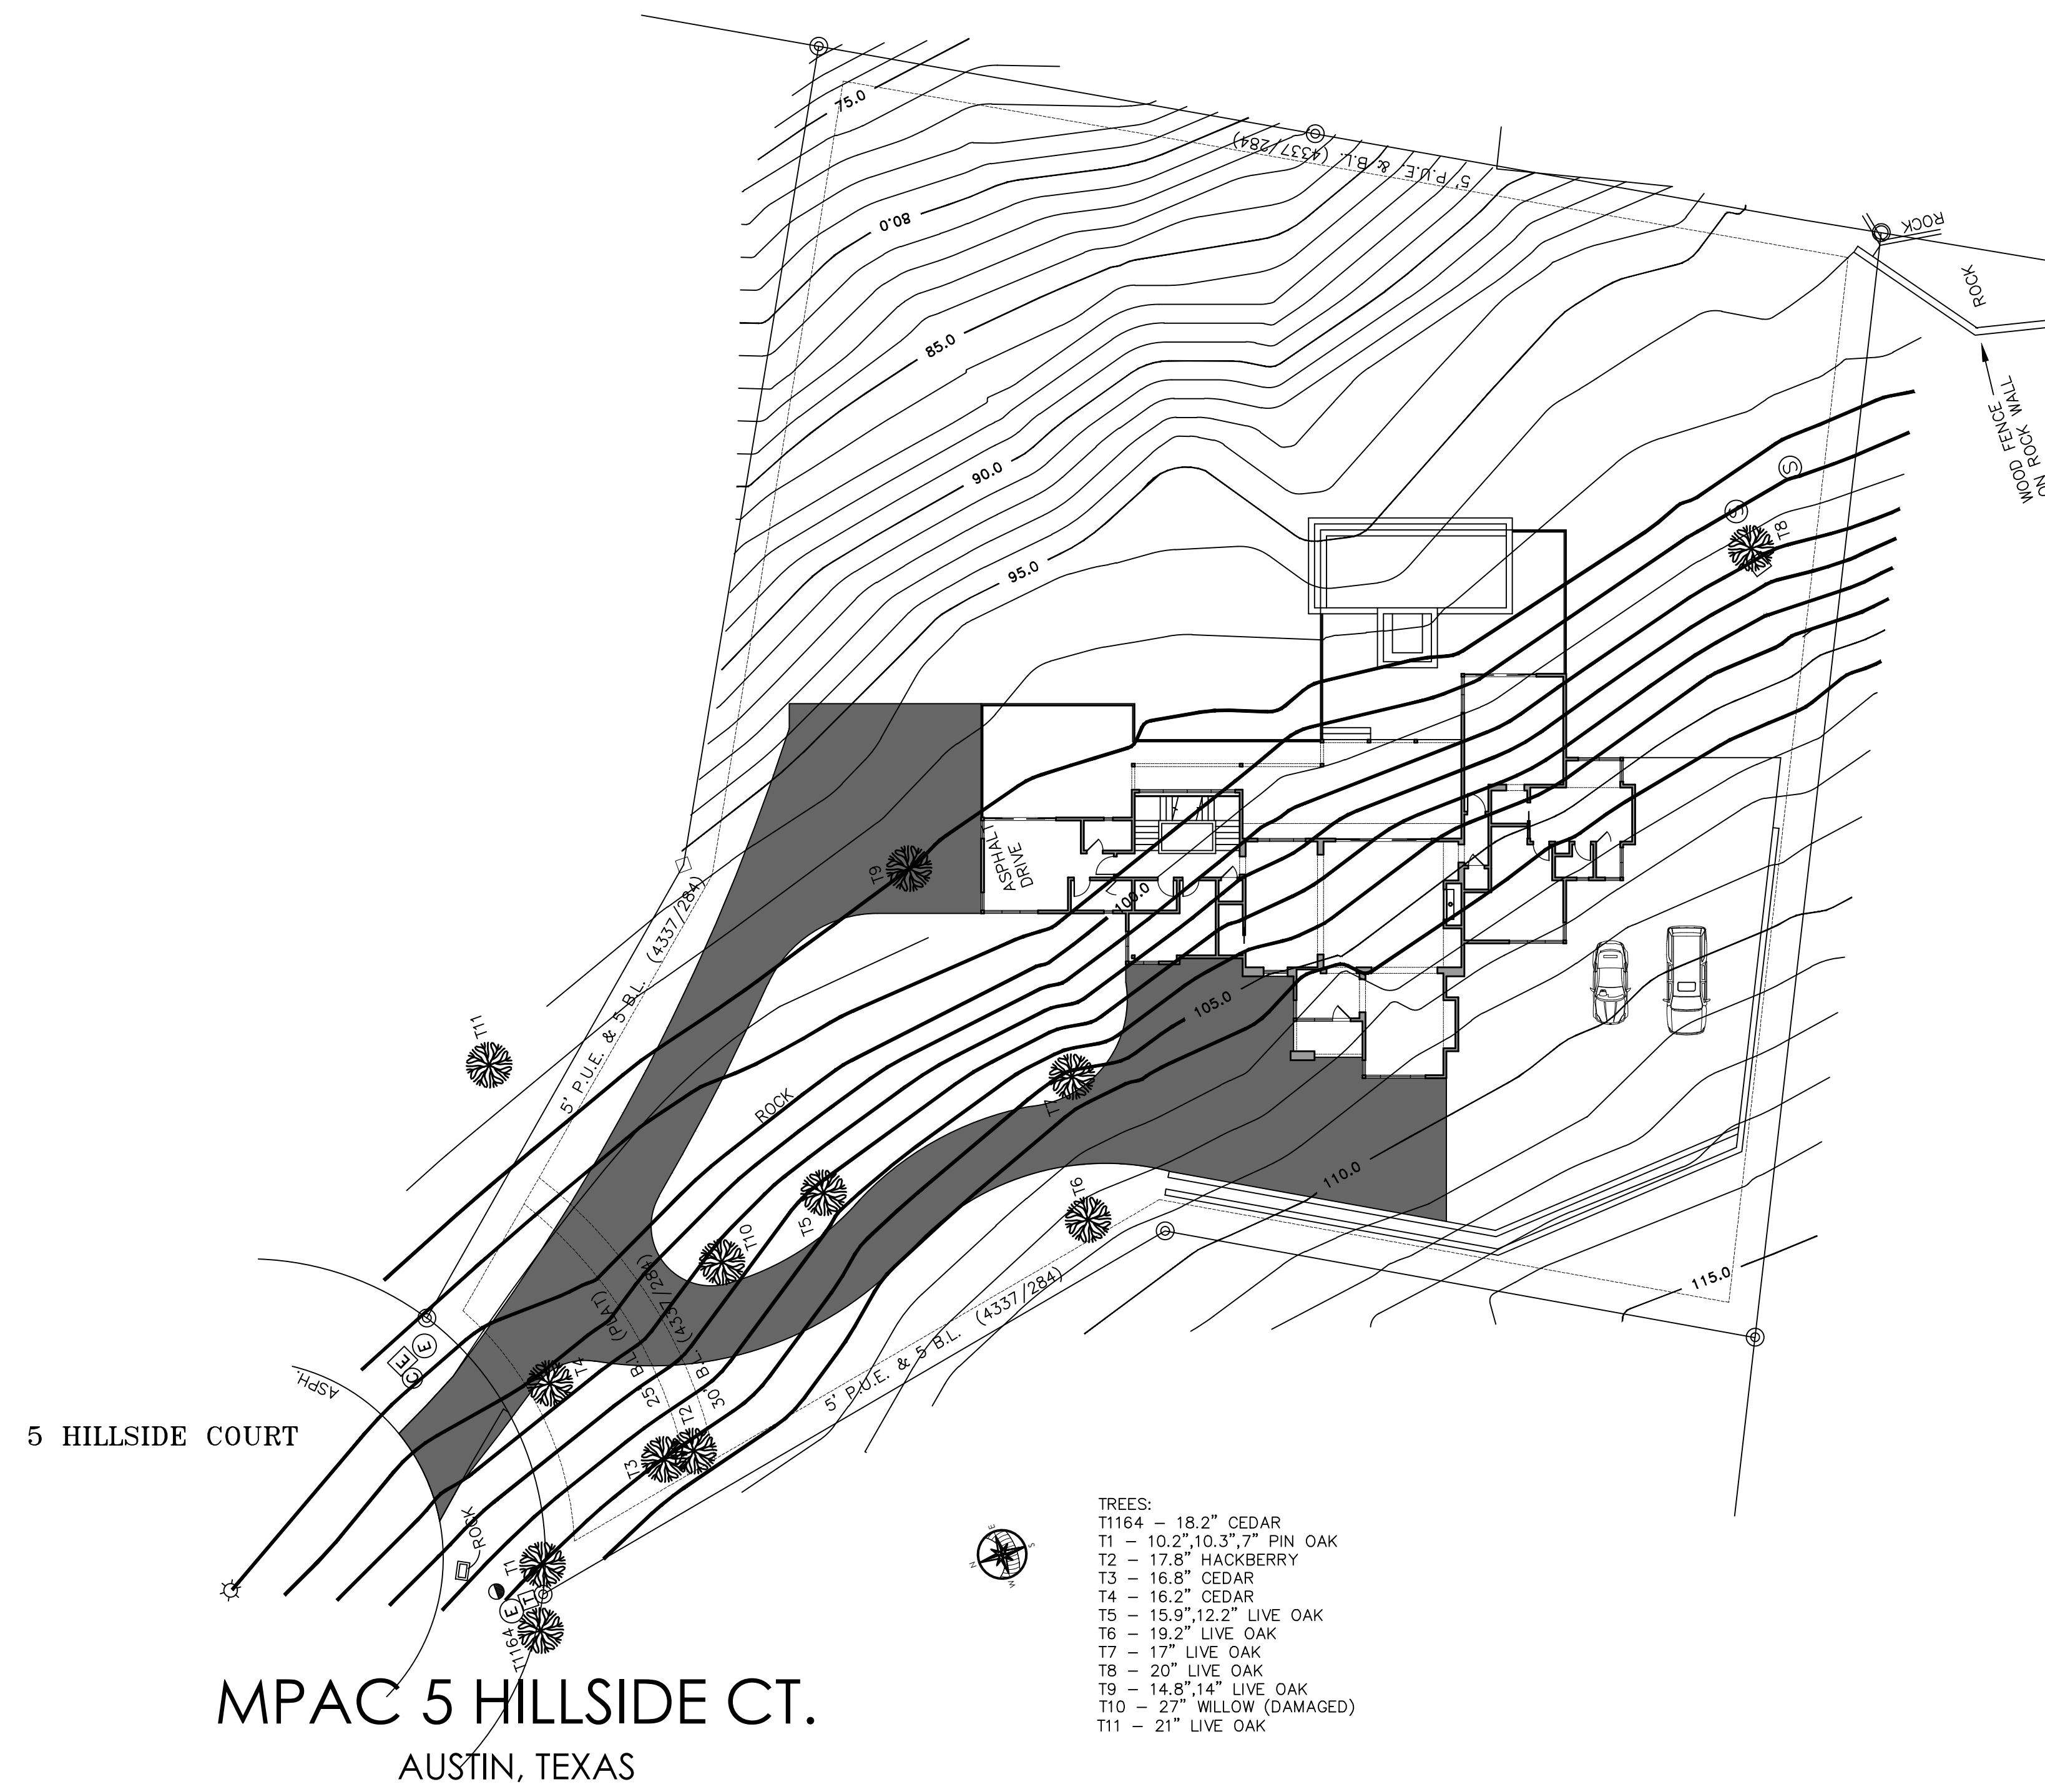 75.0
5' P.U.E. & B.L. (4337/284)
80.0
ROCK
ROCK
85.0
WOOD FENCE
ON ROCK WALL
90.0
S
S
T8
95.0
ASPHALT
DRIVE
T9
100.0
5' P.U.E. & 5 B.L. (4337/284)
105.0
T11
T7
ROCK
110.0
T6
T5
T10
115.0
25' B.L. (PLAT)
30' B.L. (4337/284)
5' P.U.E. & 5 B.L. (4337/284)
E
E
C
T4
ASPH.
T2
T3
5 HILLSIDE COURT
ROCK
T1
T
E
T1164
N
E
S
W
TREES:
T1164 – 18.2" CEDAR
T1 – 10.2",10.3",7" PIN OAK
T2 – 17.8" HACKBERRY
T3 – 16.8" CEDAR
T4 – 16.2" CEDAR
T5 – 15.9",12.2" LIVE OAK
T6 – 19.2" LIVE OAK
T7 – 17" LIVE OAK
T8 – 20" LIVE OAK
T9 – 14.8",14" LIVE OAK
T10 – 27" WILLOW (DAMAGED)
T11 – 21" LIVE OAK
MPAC 5 HILLSIDE CT.
AUSTIN, TEXAS